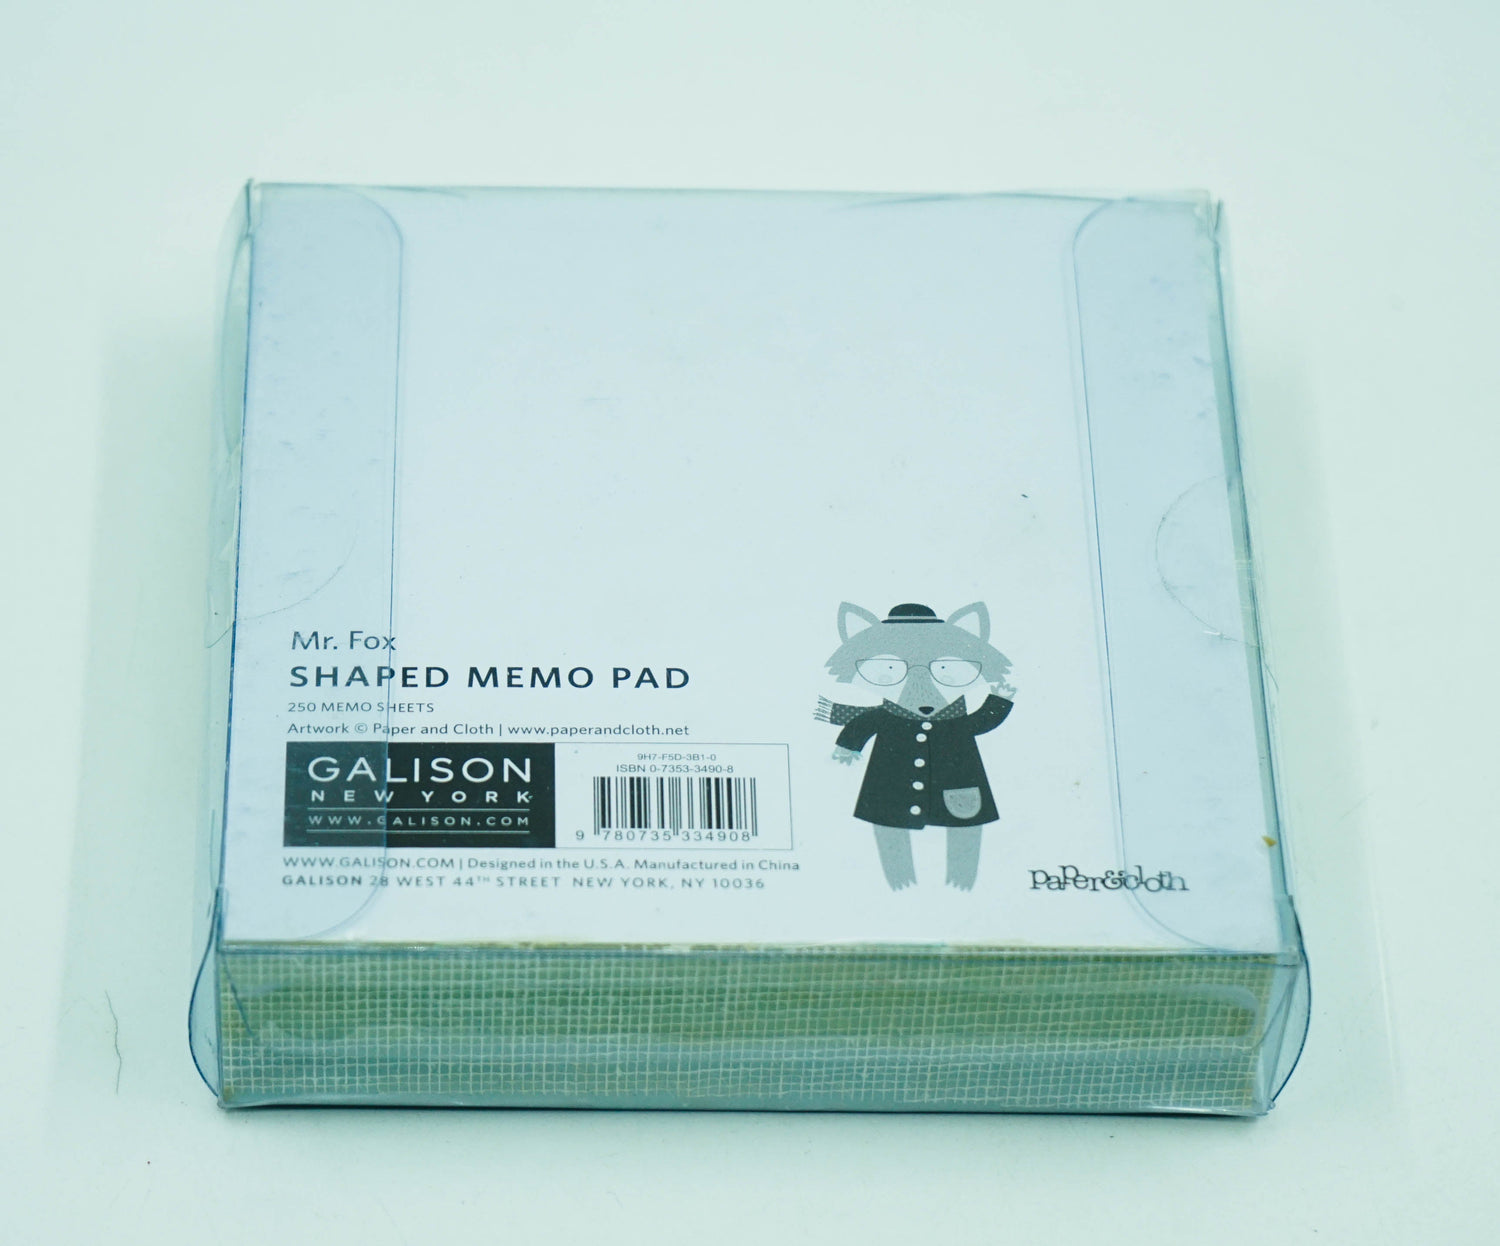 Mr. Fox
SHAPED MEMO PAD
250 MEMO SHEETS
Artwork © Paper and Cloth | www.paperandcloth.net
GALISON
NEW YORK
WWW.GALISON.COM
9H7-F5D-3B1-0
ISBN 0-7353-3490-8
9 780735 334908
WWW.GALISON.COM | Designed in the U.S.A. Manufactured in China
GALISON 28 WEST 44TH STREET NEW YORK, NY 10036
paper&cloth